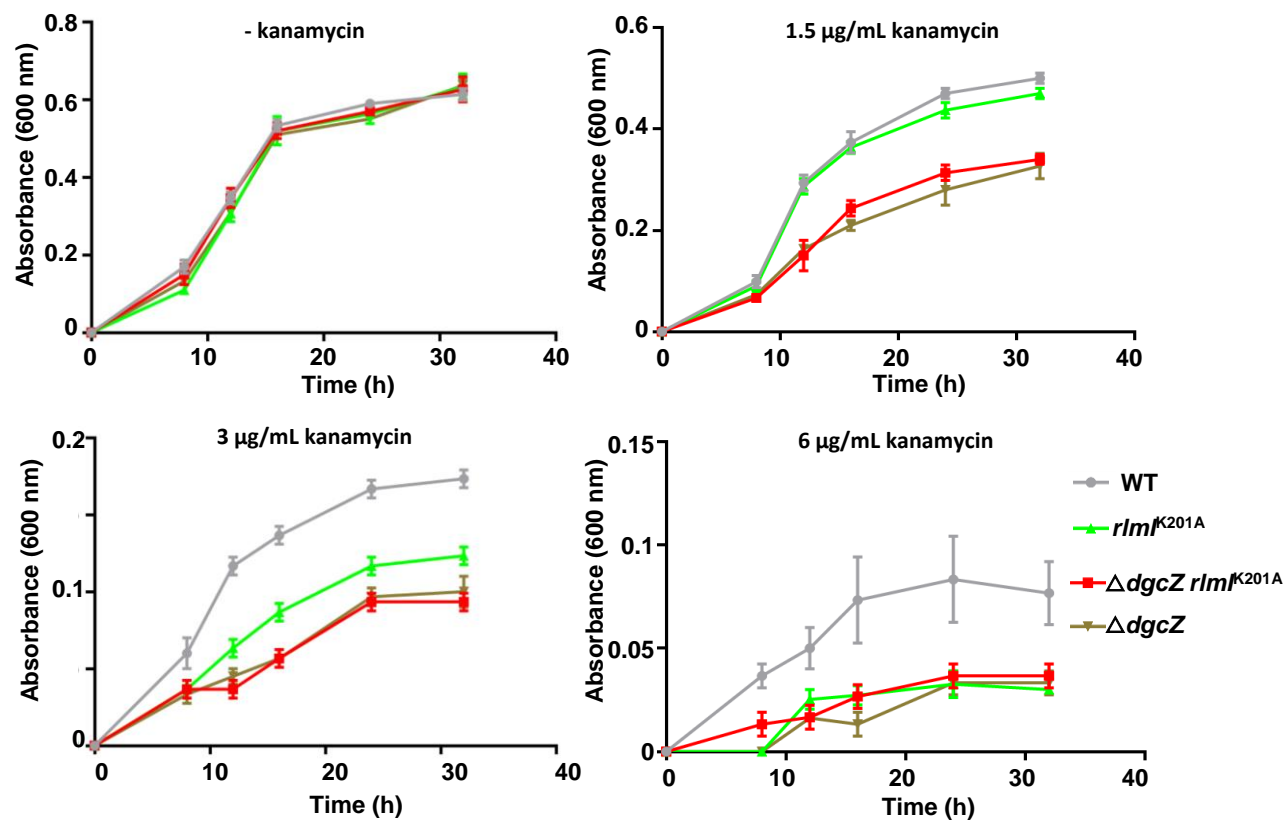 - kanamycin
Absorbance (600 nm)
0.8
0.6
0.4
0.2
0
0 10 20 30 40
Time (h)
1.5 µg/mL kanamycin
Absorbance (600 nm)
0.6
0.4
0.2
0
0 10 20 30 40
Time (h)
3 µg/mL kanamycin
Absorbance (600 nm)
0.2
0.1
0
0 10 20 30 40
Time (h)
6 µg/mL kanamycin
Absorbance (600 nm)
0.15
0.1
0.05
0
0 10 20 30 40
Time (h)
WT
rlmI^K201A
△dgcZ rlmI^K201A
△dgcZ